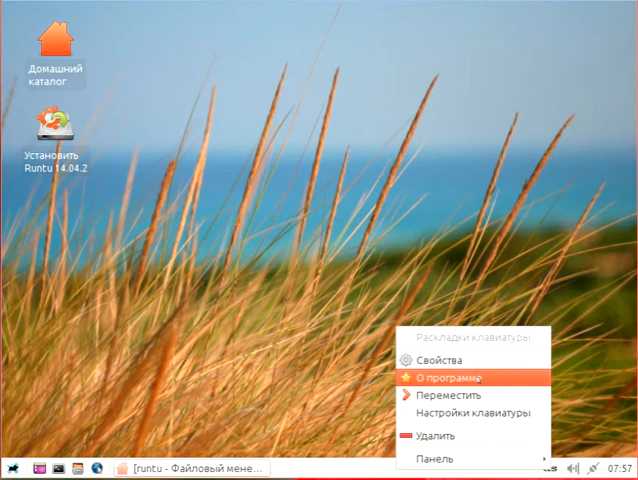 Домашний
каталог
Установить
Runtu 14.04.2
Раскладки клавиатуры
Свойства
О программе
Переместить
Настройки клавиатуры
Удалить
Панель
[runtu - Файловый мене...
us
07:57